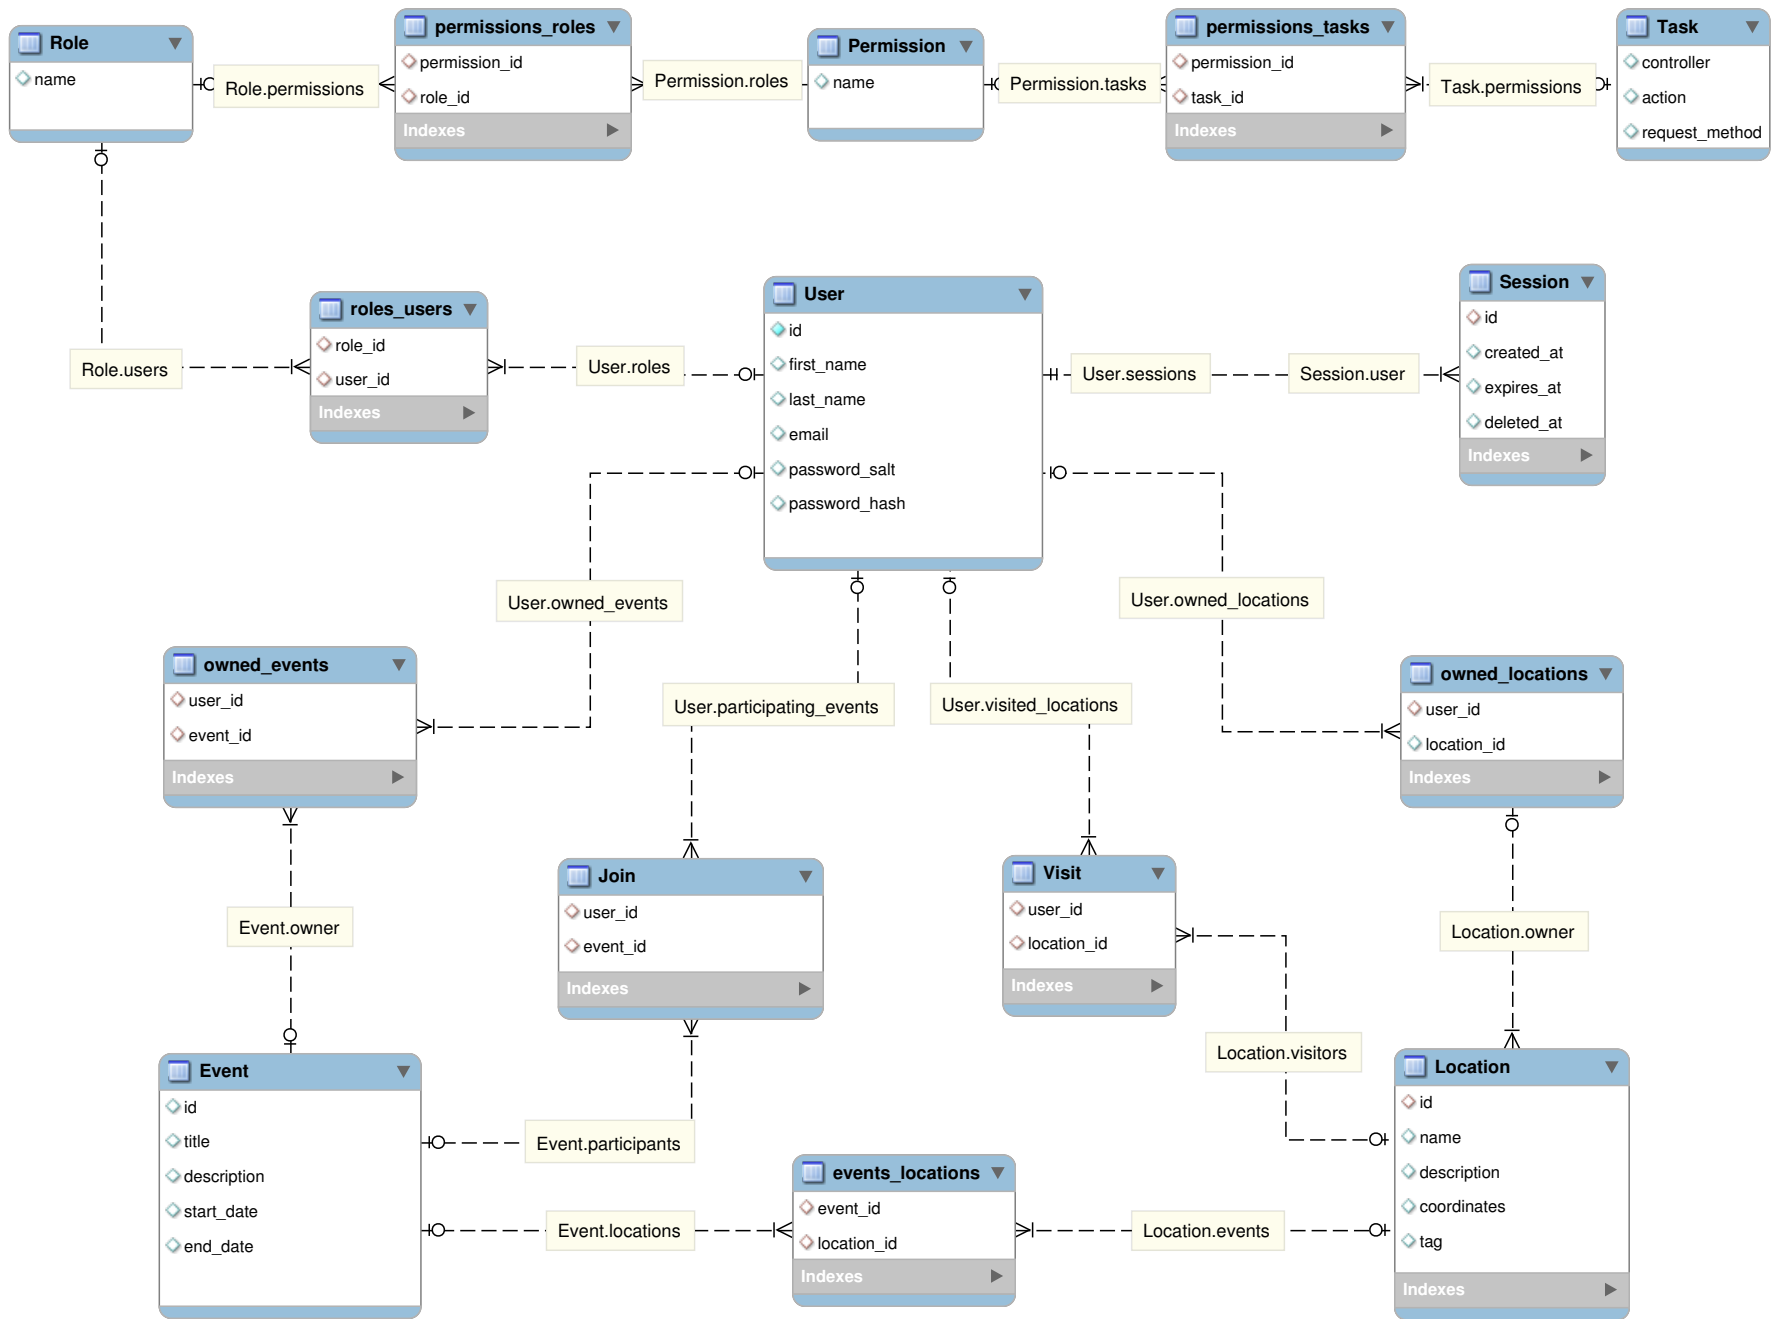 Role
name
Role.permissions
permissions_roles
permission_id
role_id
Indexes
Permission.roles
Permission
name
Permission.tasks
permissions_tasks
permission_id
task_id
Indexes
Task.permissions
Task
controller
action
request_method
Role.users
roles_users
role_id
user_id
Indexes
User.roles
User
id
first_name
last_name
email
password_salt
password_hash
User.sessions
Session.user
Session
id
created_at
expires_at
deleted_at
Indexes
User.owned_events
User.owned_locations
owned_events
user_id
event_id
Indexes
User.participating_events
User.visited_locations
owned_locations
user_id
location_id
Indexes
Event.owner
Join
user_id
event_id
Indexes
Visit
user_id
location_id
Indexes
Location.owner
Location.visitors
Event
id
title
description
start_date
end_date
Event.participants
Event.locations
events_locations
event_id
location_id
Indexes
Location.events
Location
id
name
description
coordinates
tag
Indexes